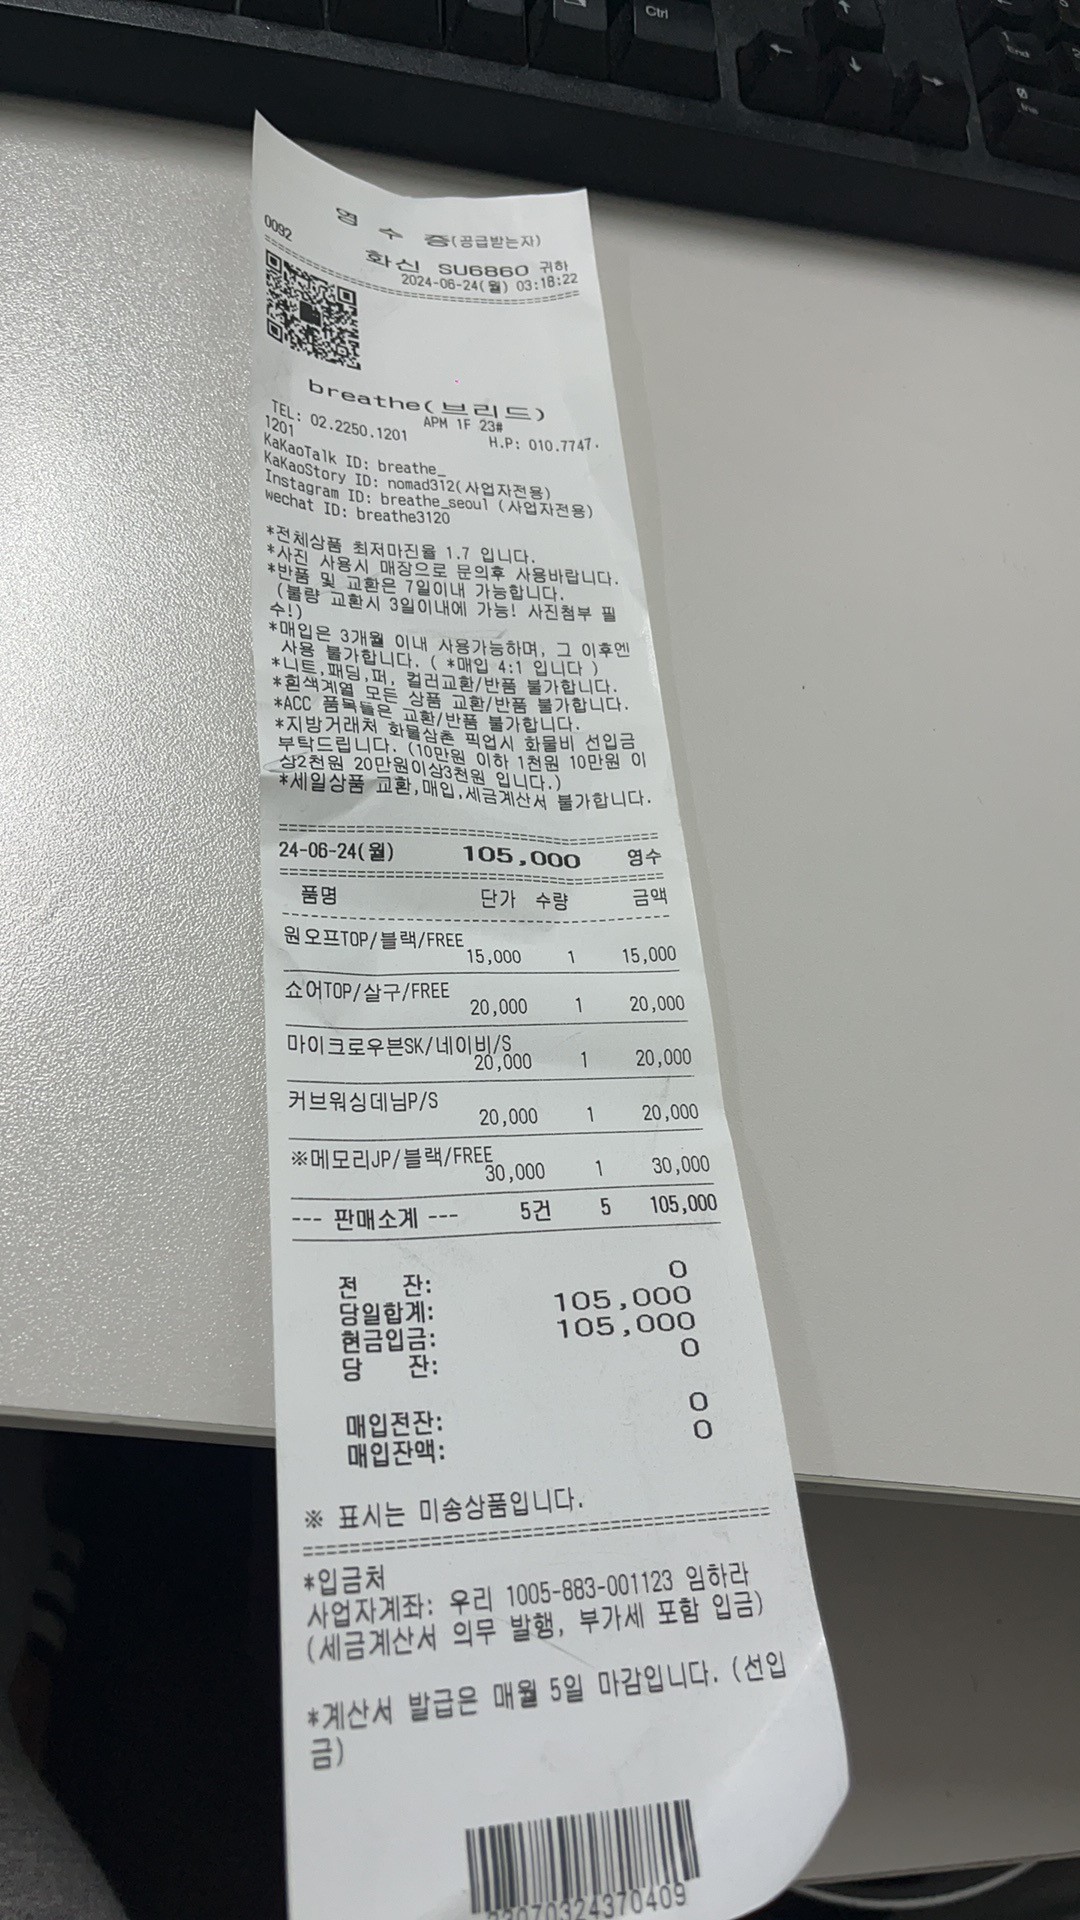 Ctrl
End
0
Ins
영 수 증(공급받는자)
0092
화신 SU6860 귀하
2024-06-24(월) 03:18:22
breathe(브리드)
APM 1F 23#
TEL: 02.2250.1201 H.P: 010.7747.
1201
KaKaoTalk ID: breathe_
KaKaoStory ID: nomad312(사업자전용)
Instagram ID: breathe_seoul (사업자전용)
wechat ID: breathe3120
*전체상품 최저마진율 1.7 입니다.
*사진 사용시 매장으로 문의후 사용바랍니다.
*반품 및 교환은 7일이내 가능합니다.
(불량 교환시 3일이내에 가능! 사진첨부 필
수!)
*매입은 3개월 이내 사용가능하며, 그 이후엔
사용 불가합니다. ( *매입 4:1 입니다 )
*니트,패딩,퍼, 컬러교환/반품 불가합니다.
*흰색계열 모든 상품 교환/반품 불가합니다.
*ACC 품목들은 교환/반품 불가합니다.
*지방거래처 화물삼촌 픽업시 화물비 선입금
부탁드립니다. (10만원 이하 1천원 10만원 이
상2천원 20만원이상3천원 입니다.)
*세일상품 교환,매입,세금계산서 불가합니다.
24-06-24(월) 105,000 영수
품명 단가 수량 금액
원오프TOP/블랙/FREE
15,000 1 15,000
쇼어TOP/살구/FREE
20,000 1 20,000
마이크로우븐SK/네이비/S
20,000 1 20,000
커브워싱데님P/S
20,000 1 20,000
※메모리JP/블랙/FREE
30,000 1 30,000
--- 판매소계 --- 5건 5 105,000
전 잔: 0
당일합계: 105,000
현금입금: 105,000
당 잔: 0
매입전잔: 0
매입잔액: 0
※ 표시는 미송상품입니다.
*입금처
사업자계좌: 우리 1005-883-001123 임하라
(세금계산서 의무 발행, 부가세 포함 입금)
*계산서 발급은 매월 5일 마감입니다. (선입
금)